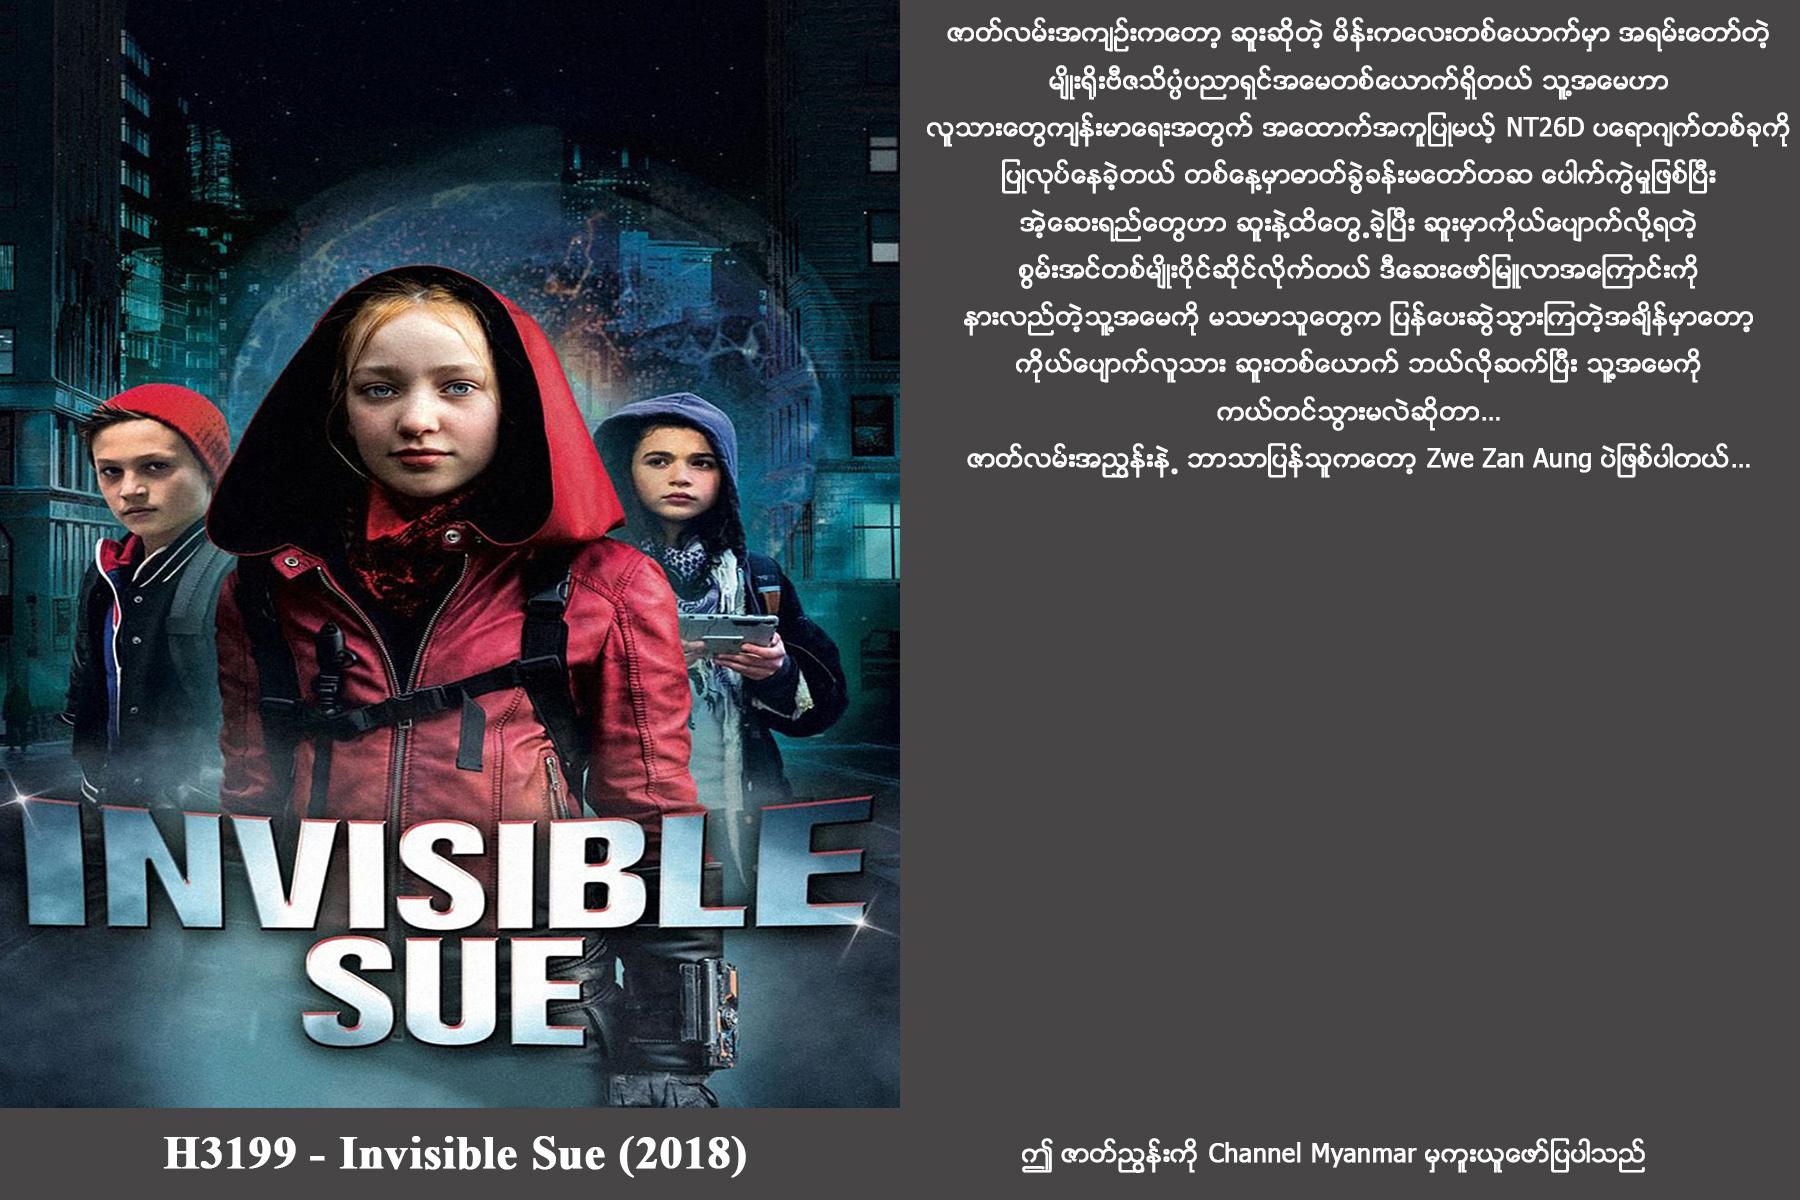 INVISIBLE
SUE
H3199 - Invisible Sue (2018)
ဇာတ်လမ်းအကျဉ်းကတော့ ဆူးဆိုတဲ့ မိန်းကလေးတစ်ယောက်မှာ အရမ်းတော်တဲ့
မျိုးရိုးဗီဇသိပ္ပံပညာရှင်အမေတစ်ယောက်ရှိတယ် သူ့အမေဟာ
လူသားတွေကျန်းမာရေးအတွက် အထောက်အကူပြုမယ့် NT26D ပရောဂျက်တစ်ခုကို
ပြုလုပ်နေခဲ့တယ် တစ်နေ့မှာဓာတ်ခွဲခန်းမတော်တဆ ပေါက်ကွဲမှုဖြစ်ပြီး
အဲ့ဆေးရည်တွေဟာ ဆူးနဲ့ထိတွေ့ခဲ့ပြီး ဆူးမှာကိုယ်ပျောက်လို့ရတဲ့
စွမ်းအင်တစ်မျိုးပိုင်ဆိုင်လိုက်တယ် ဒီဆေးဖော်မြူလာအကြောင်းကို
နားလည်တဲ့သူ့အမေကို မသမာသူတွေက ပြန်ပေးဆွဲသွားကြတဲ့အချိန်မှာတော့
ကိုယ်ပျောက်လူသား ဆူးတစ်ယောက် ဘယ်လိုဆက်ပြီး သူ့အမေကို
ကယ်တင်သွားမလဲဆိုတာ...
ဇာတ်လမ်းအညွှန်းနဲ့ ဘာသာပြန်သူကတော့ Zwe Zan Aung ပဲဖြစ်ပါတယ်...
ဤ ဇာတ်ညွှန်းကို Channel Myanmar မှကူးယူဖော်ပြပါသည်